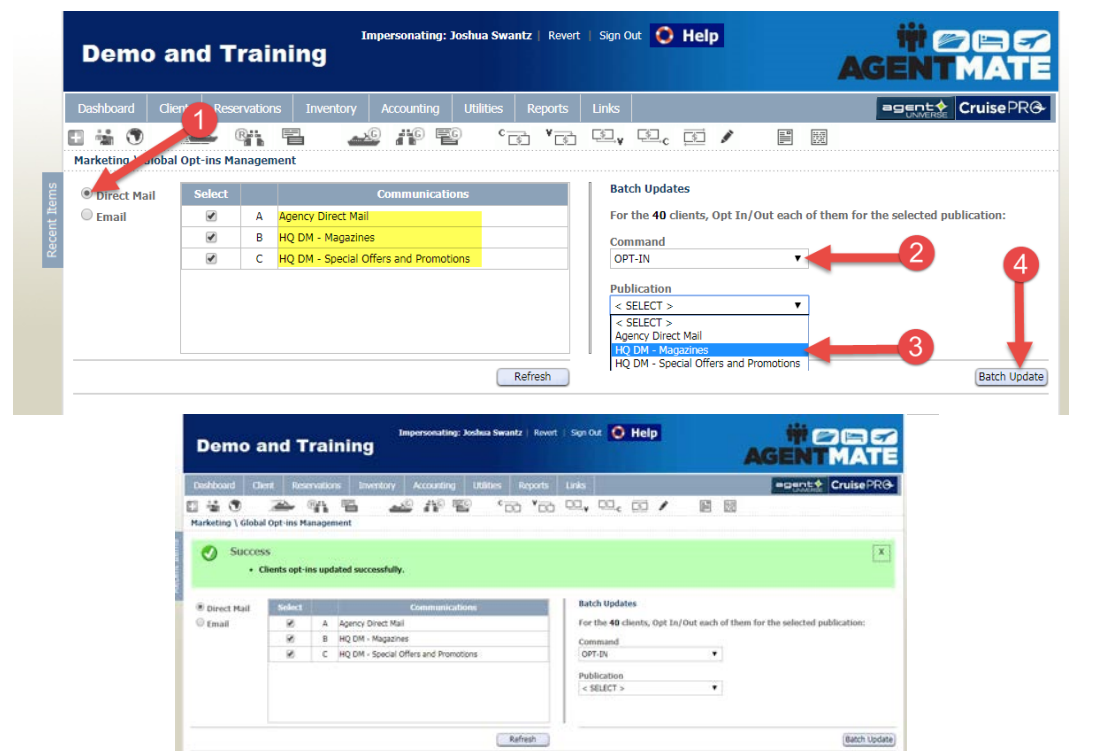 Impersonating: Joshua Swantz | Revert | Sign Out Help
Demo and Training
AGENTMATE
Dashboard Client Reservations Inventory Accounting Utilities Reports Links
agent UNIVERSE CruisePRO
1
Marketing \ Global Opt-ins Management
Recent Items
Direct Mail
Email
Select Communications
A Agency Direct Mail
B HQ DM - Magazines
C HQ DM - Special Offers and Promotions
Refresh
Batch Updates
For the 40 clients, Opt In/Out each of them for the selected publication:
Command
OPT-IN
2
Publication
< SELECT >
< SELECT >
Agency Direct Mail
HQ DM - Magazines
3
HQ DM - Special Offers and Promotions
4
Batch Update
Impersonating: Joshua Swantz | Revert | Sign Out Help
Demo and Training
AGENTMATE
Dashboard Client Reservations Inventory Accounting Utilities Reports Links
agent UNIVERSE CruisePRO
Marketing \ Global Opt-ins Management
Success
X
• Clients opt-ins updated successfully.
Direct Mail
Email
Select Communications
A Agency Direct Mail
B HQ DM - Magazines
C HQ DM - Special Offers and Promotions
Refresh
Batch Updates
For the 40 clients, Opt In/Out each of them for the selected publication:
Command
OPT-IN
Publication
< SELECT >
Batch Update